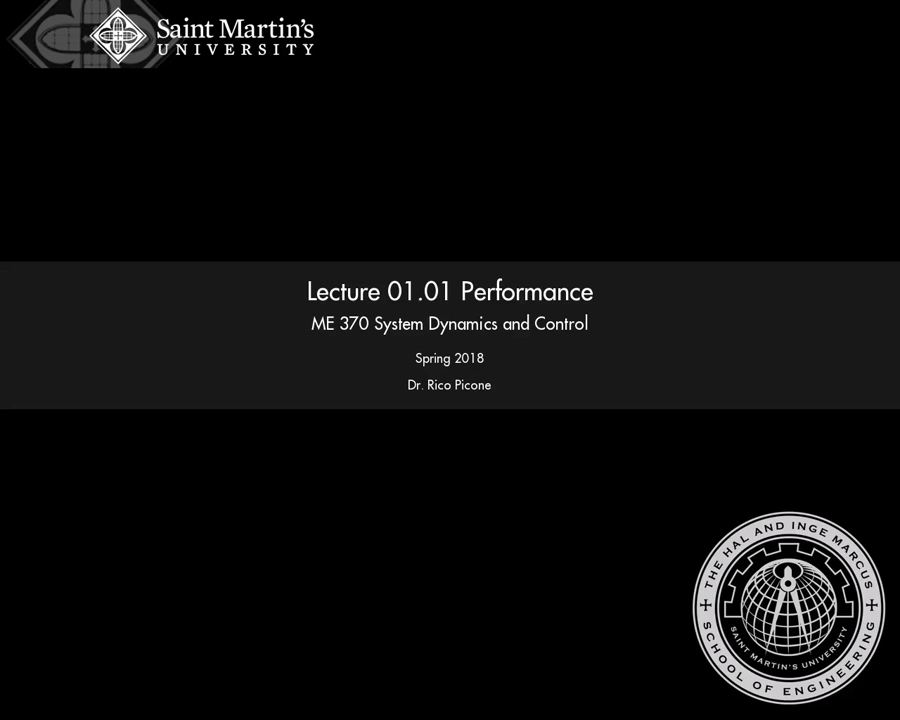 Saint Martin's
UNIVERSITY
Lecture 01.01 Performance
ME 370 System Dynamics and Control
Spring 2018
Dr. Rico Picone
THE HAL AND INGE MARCUS
SCHOOL OF ENGINEERING
SAINT MARTIN'S UNIVERSITY